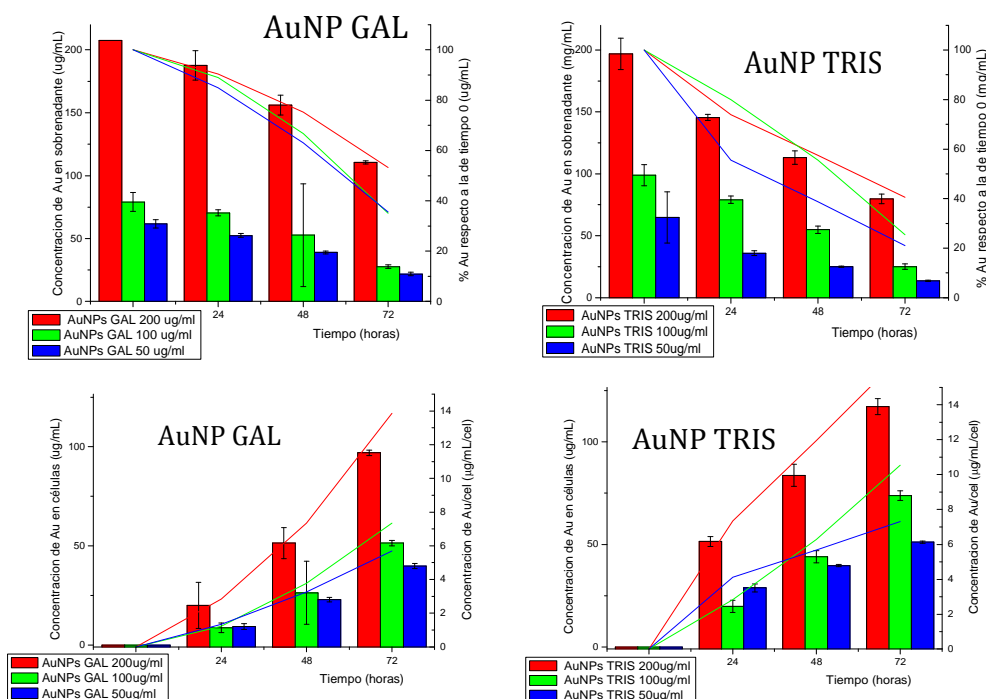 AuNP GAL
Concentracion de Au en sobrenadante (ug/mL)
200
150
100
50
0
100
80
60
40
20
0
% Au respecto a la de tiempo 0 (ug/mL)
24
48
72
Tiempo (horas)
AuNPs GAL 200 ug/ml
AuNPs GAL 100 ug/ml
AuNPs GAL 50 ug/ml
AuNP TRIS
Concentración de Au en sobrenadante (mg/mL)
200
150
100
50
0
100
80
60
40
20
0
% Au respecto a la de tiempo 0 (mg/mL)
24
48
72
Tiempo (horas)
AuNPs TRIS 200ug/ml
AuNPs TRIS 100ug/ml
AuNPs TRIS 50ug/ml
AuNP GAL
Concentración de Au en células (ug/mL)
100
50
0
14
12
10
8
6
4
2
0
Concentracion de Au/cel (µg/mL/cel)
24
48
72
Tiempo (horas)
AuNPs GAL 200ug/ml
AuNPs GAL 100ug/ml
AuNPs GAL 50ug/ml
AuNP TRIS
Concentración de Au en células (ug/mL)
100
50
0
14
12
10
8
6
4
2
0
Concentradon de Au/cel (µg/mL/cel)
24
48
72
Tiempo (horas)
AuNPs TRIS 200ug/ml
AuNPs TRIS 100ug/ml
AuNPs TRIS 50ug/ml